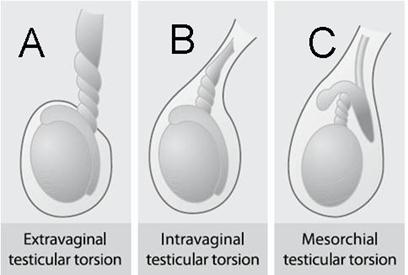 A
B
C
Extravaginal
testicular torsion
Intravaginal
testicular torsion
Mesorchial
testicular torsion